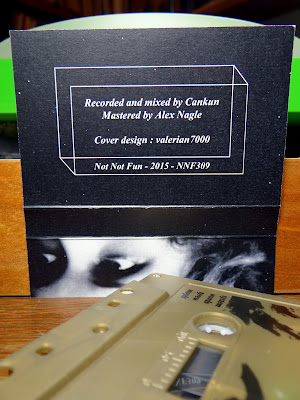 Recorded and mixed by Cankun
Mastered by Alex Nagle
Cover design : valerian7000
Not Not Fun - 2015 - NNF309